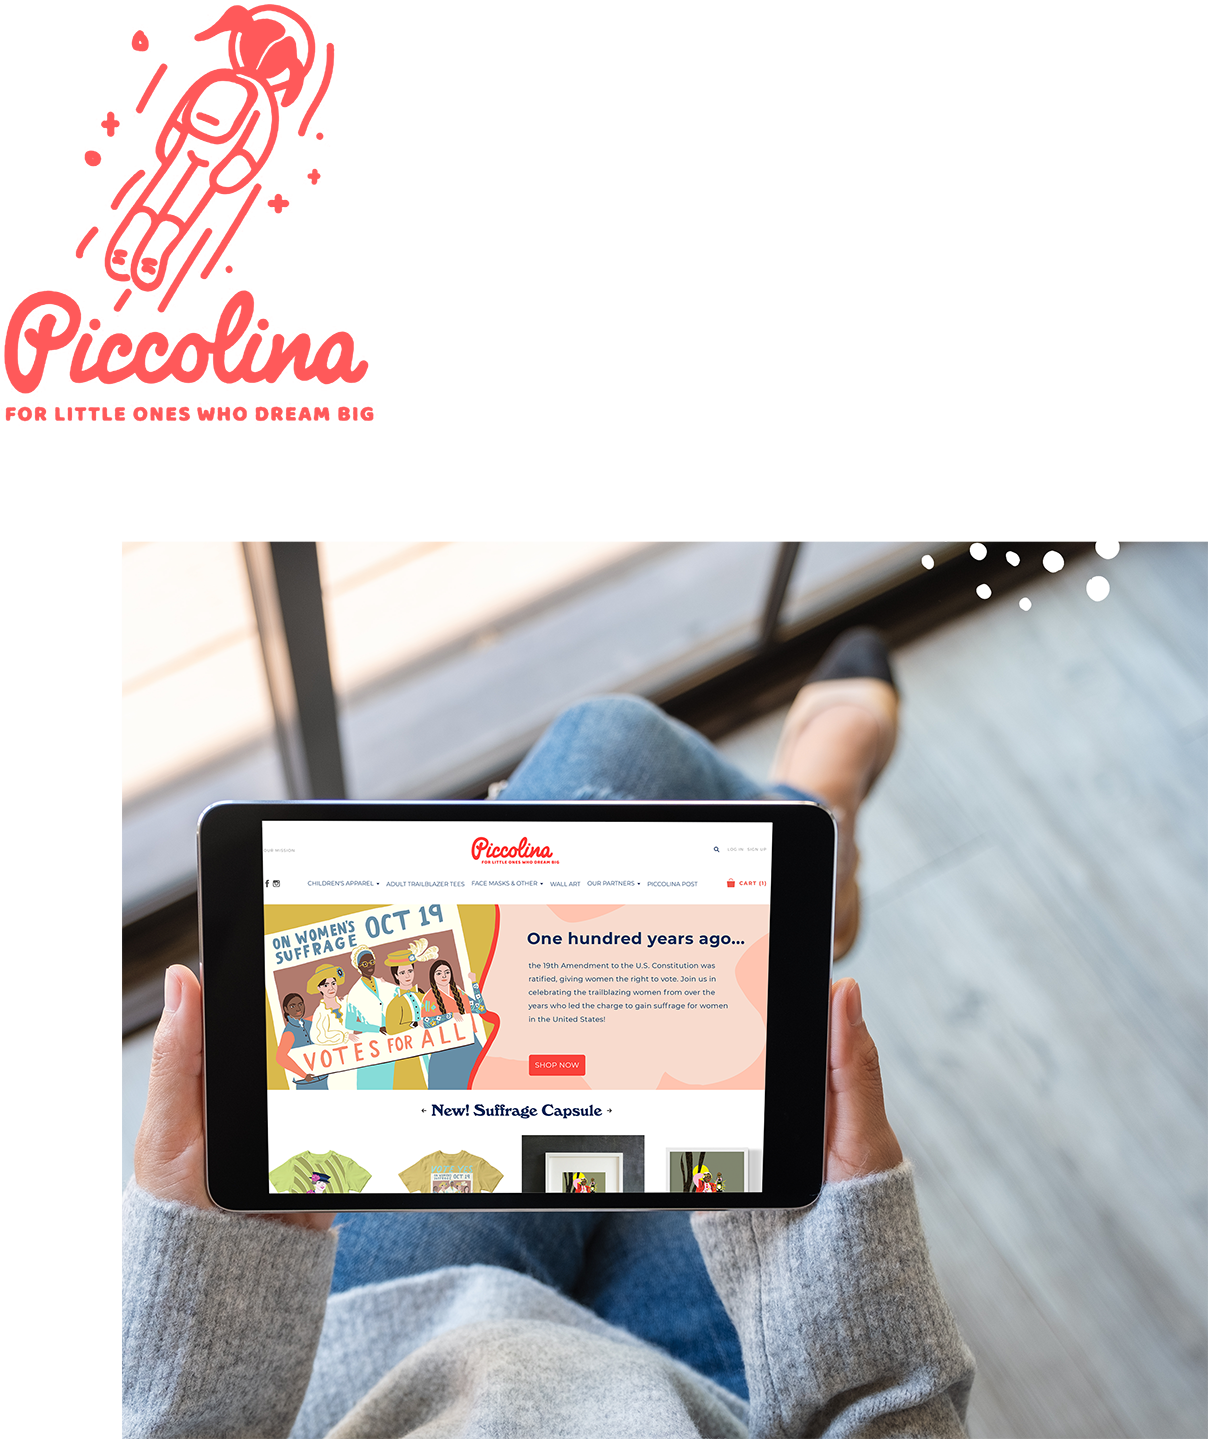 Piccolina
FOR LITTLE ONES WHO DREAM BIG
OUR MISSION
Piccolina
FOR LITTLE ONES WHO DREAM BIG
LOG IN SIGN UP
CHILDREN'S APPAREL
ADULT TRAILBLAZER TEES
FACE MASKS & OTHER
WALL ART
OUR PARTNERS
PICCOLINA POST
CART (1)
ON WOMEN'S
SUFFRAGE
OCT 19
VOTES FOR ALL!
One hundred years ago...
the 19th Amendment to the U.S. Constitution was
ratified, giving women the right to vote. Join us in
celebrating the trailblazing women from over the
years who led the charge to gain suffrage for women
in the United States!
SHOP NOW
← New! Suffrage Capsule →
OCT 19